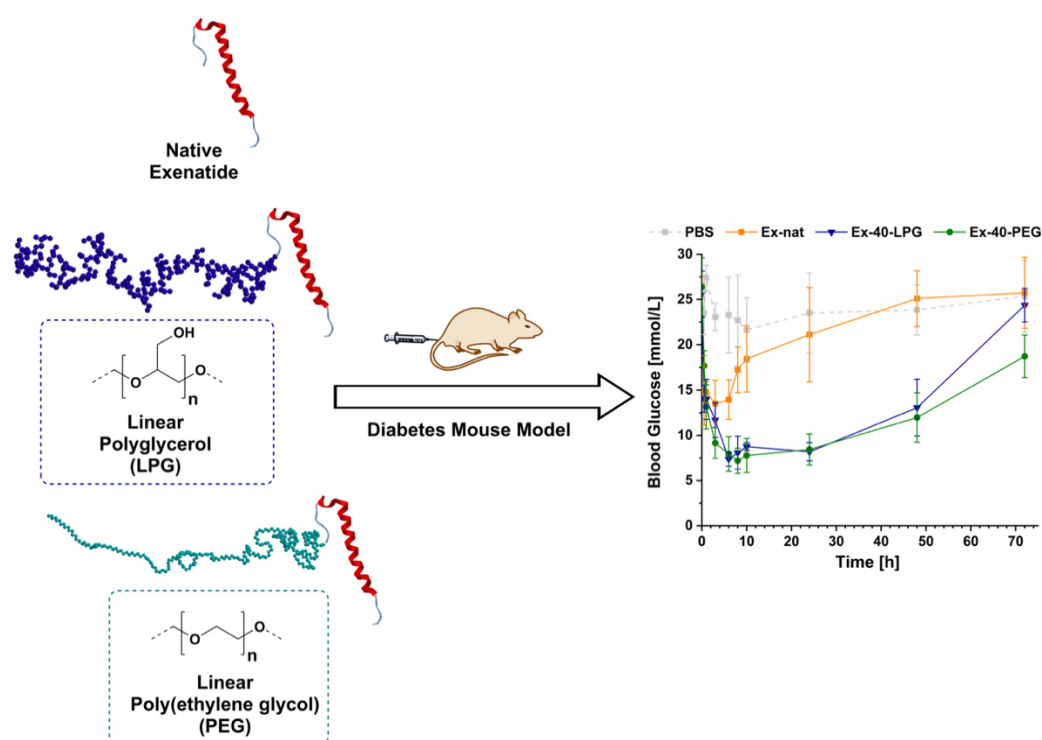 Native
Exenatide
OH
O
O
n
Linear
Polyglycerol
(LPG)
O
O
n
Linear
Poly(ethylene glycol)
(PEG)
Diabetes Mouse Model
PBS Ex-nat Ex-40-LPG Ex-40-PEG
Blood Glucose [mmol/L]
30
25
20
15
10
5
0
0 10 20 30 40 50 60 70
Time [h]